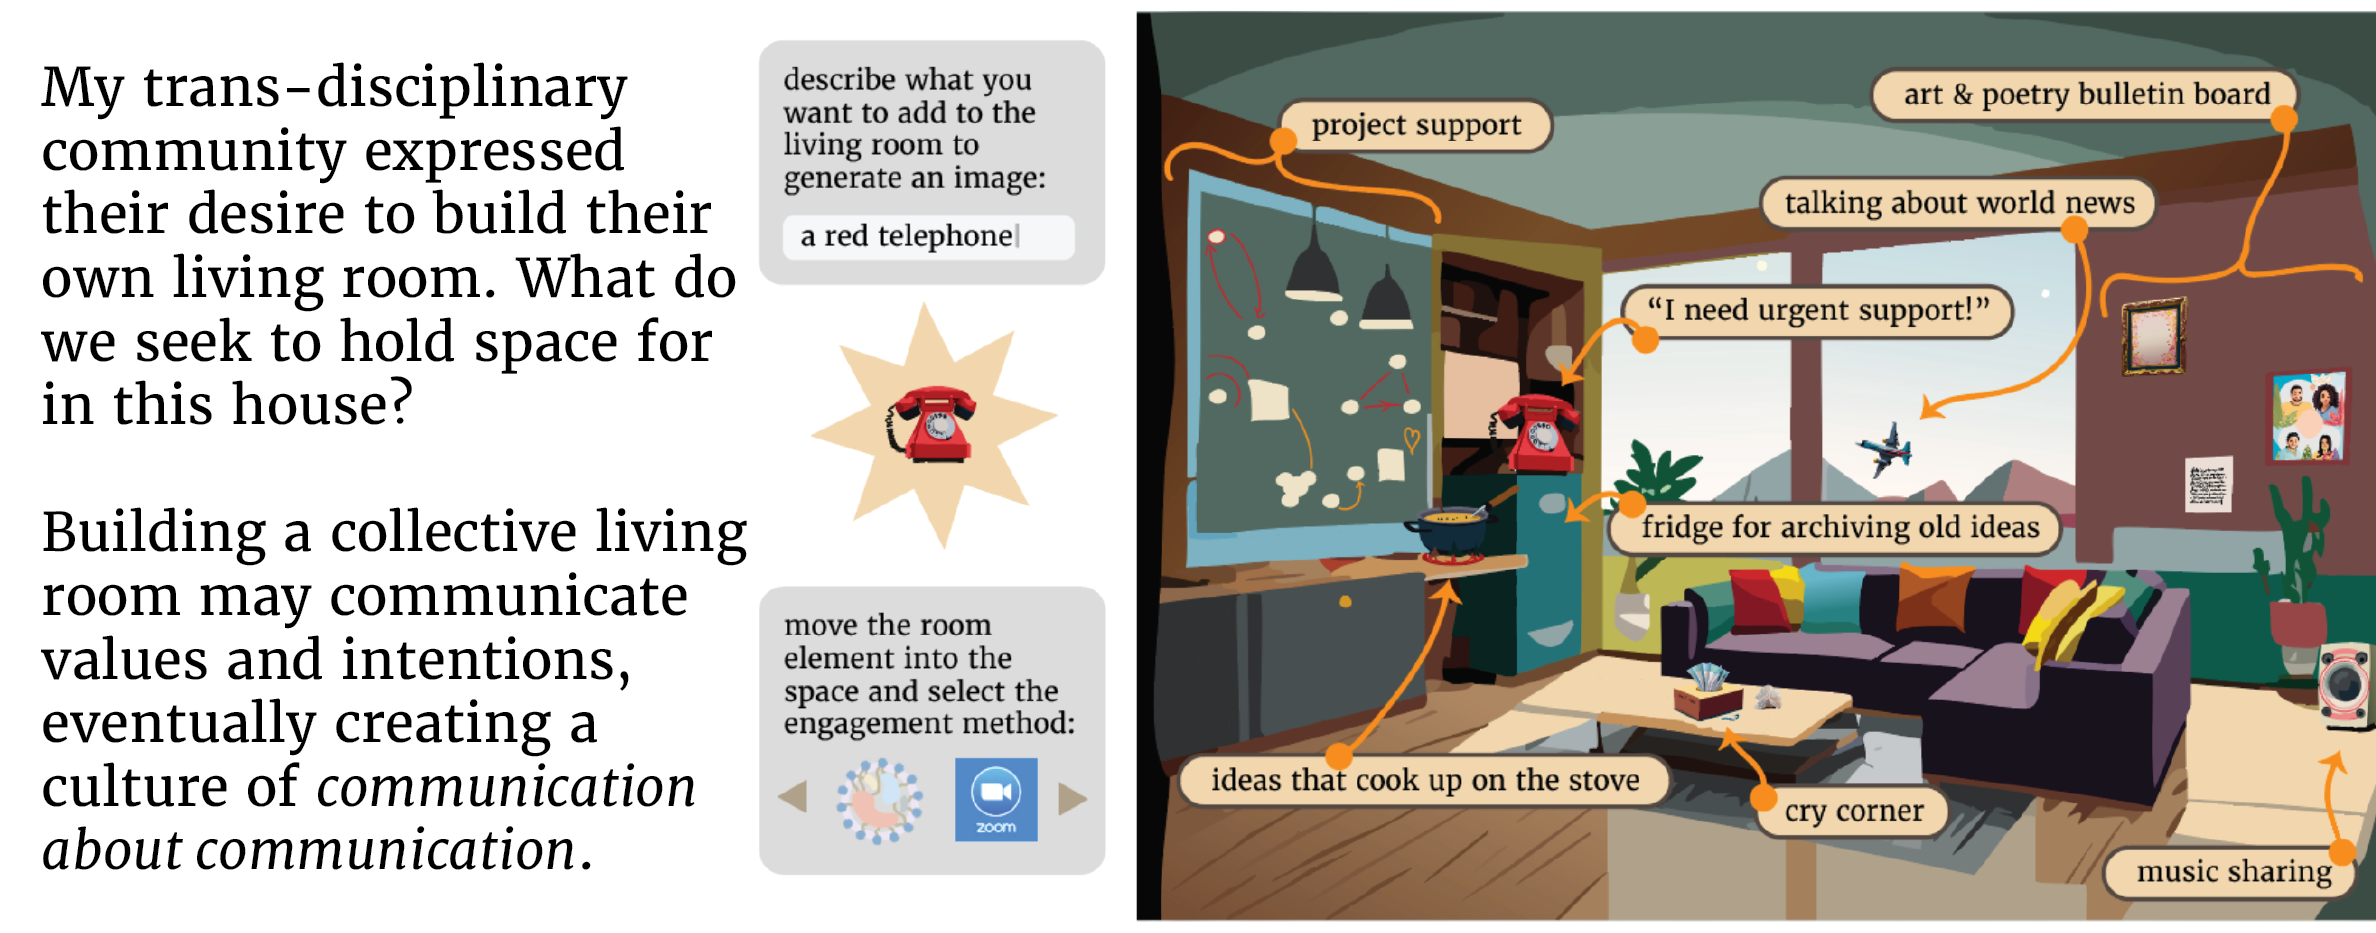 My trans-disciplinary
community expressed
their desire to build their
own living room. What do
we seek to hold space for
in this house?
Building a collective living
room may communicate
values and intentions,
eventually creating a
culture of communication
about communication.
describe what you
want to add to the
living room to
generate an image:
a red telephone
move the room
element into the
space and select the
engagement method:
zoom
project support
art & poetry bulletin board
talking about world news
“I need urgent support!”
fridge for archiving old ideas
ideas that cook up on the stove
cry corner
music sharing